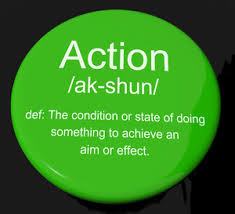 Action
/ak-shun/
def: The condition or state of doing
something to achieve an
aim or effect.